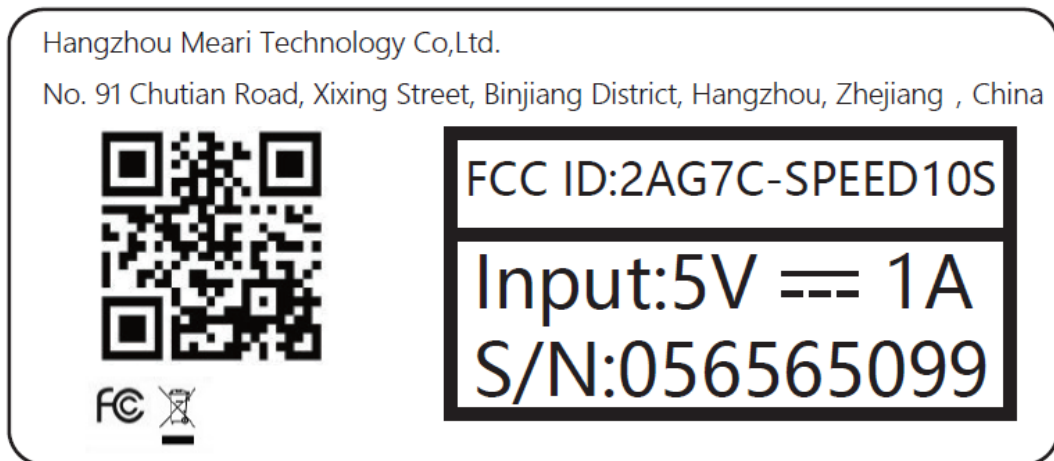 Hangzhou Meari Technology Co,Ltd.
No. 91 Chutian Road, Xixing Street, Binjiang District, Hangzhou, Zhejiang , China
FCC ID:2AG7C-SPEED10S
Input:5V ⎓ 1A
S/N:056565099
FC